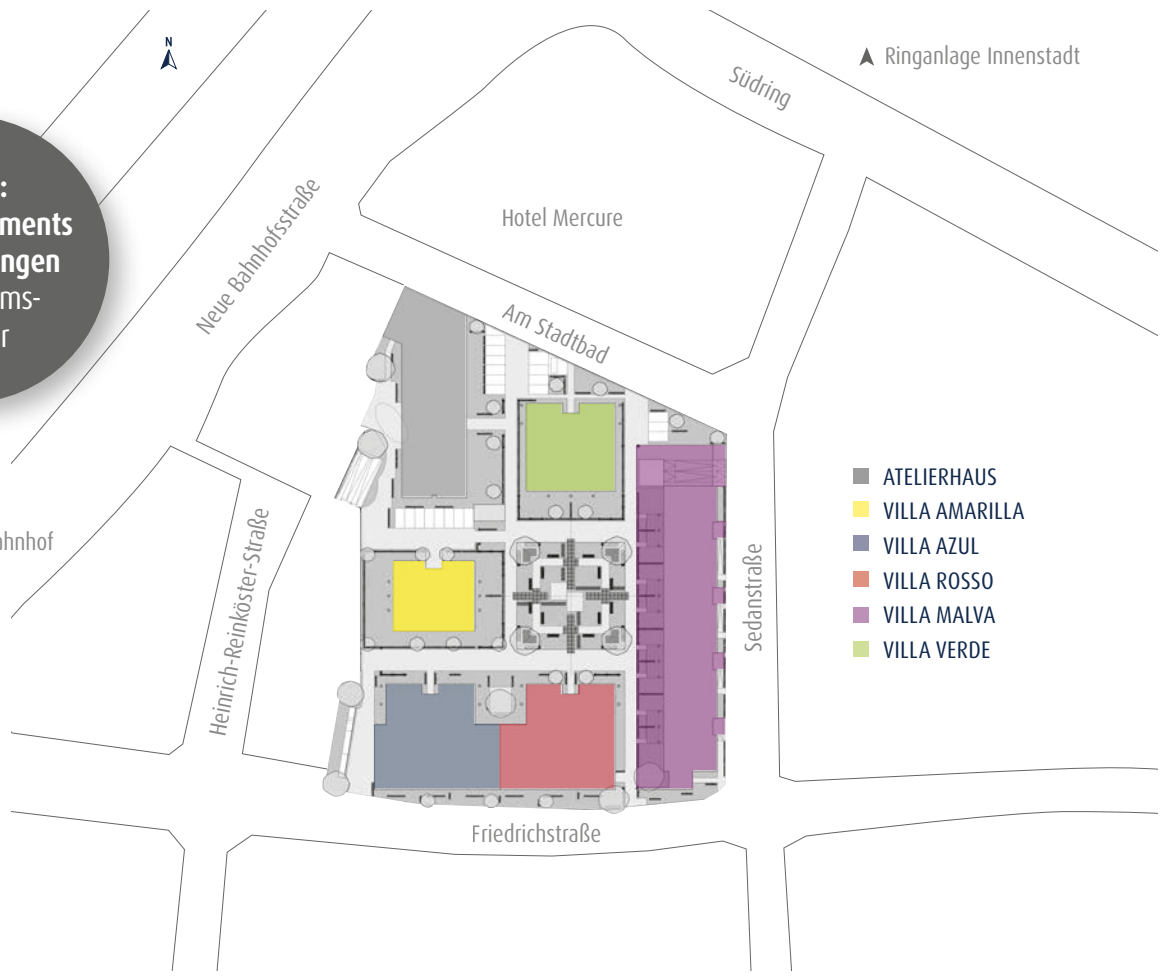 N
Ringanlage Innenstadt
Südring
:
ments
ngen
ms-
r
Neue Bahnhofsstraße
Hotel Mercure
Am Stadtbad
ahnhof
Heinrich-Reinköster-Straße
Sedanstraße
Friedrichstraße
ATELIERHAUS
VILLA AMARILLA
VILLA AZUL
VILLA ROSSO
VILLA MALVA
VILLA VERDE